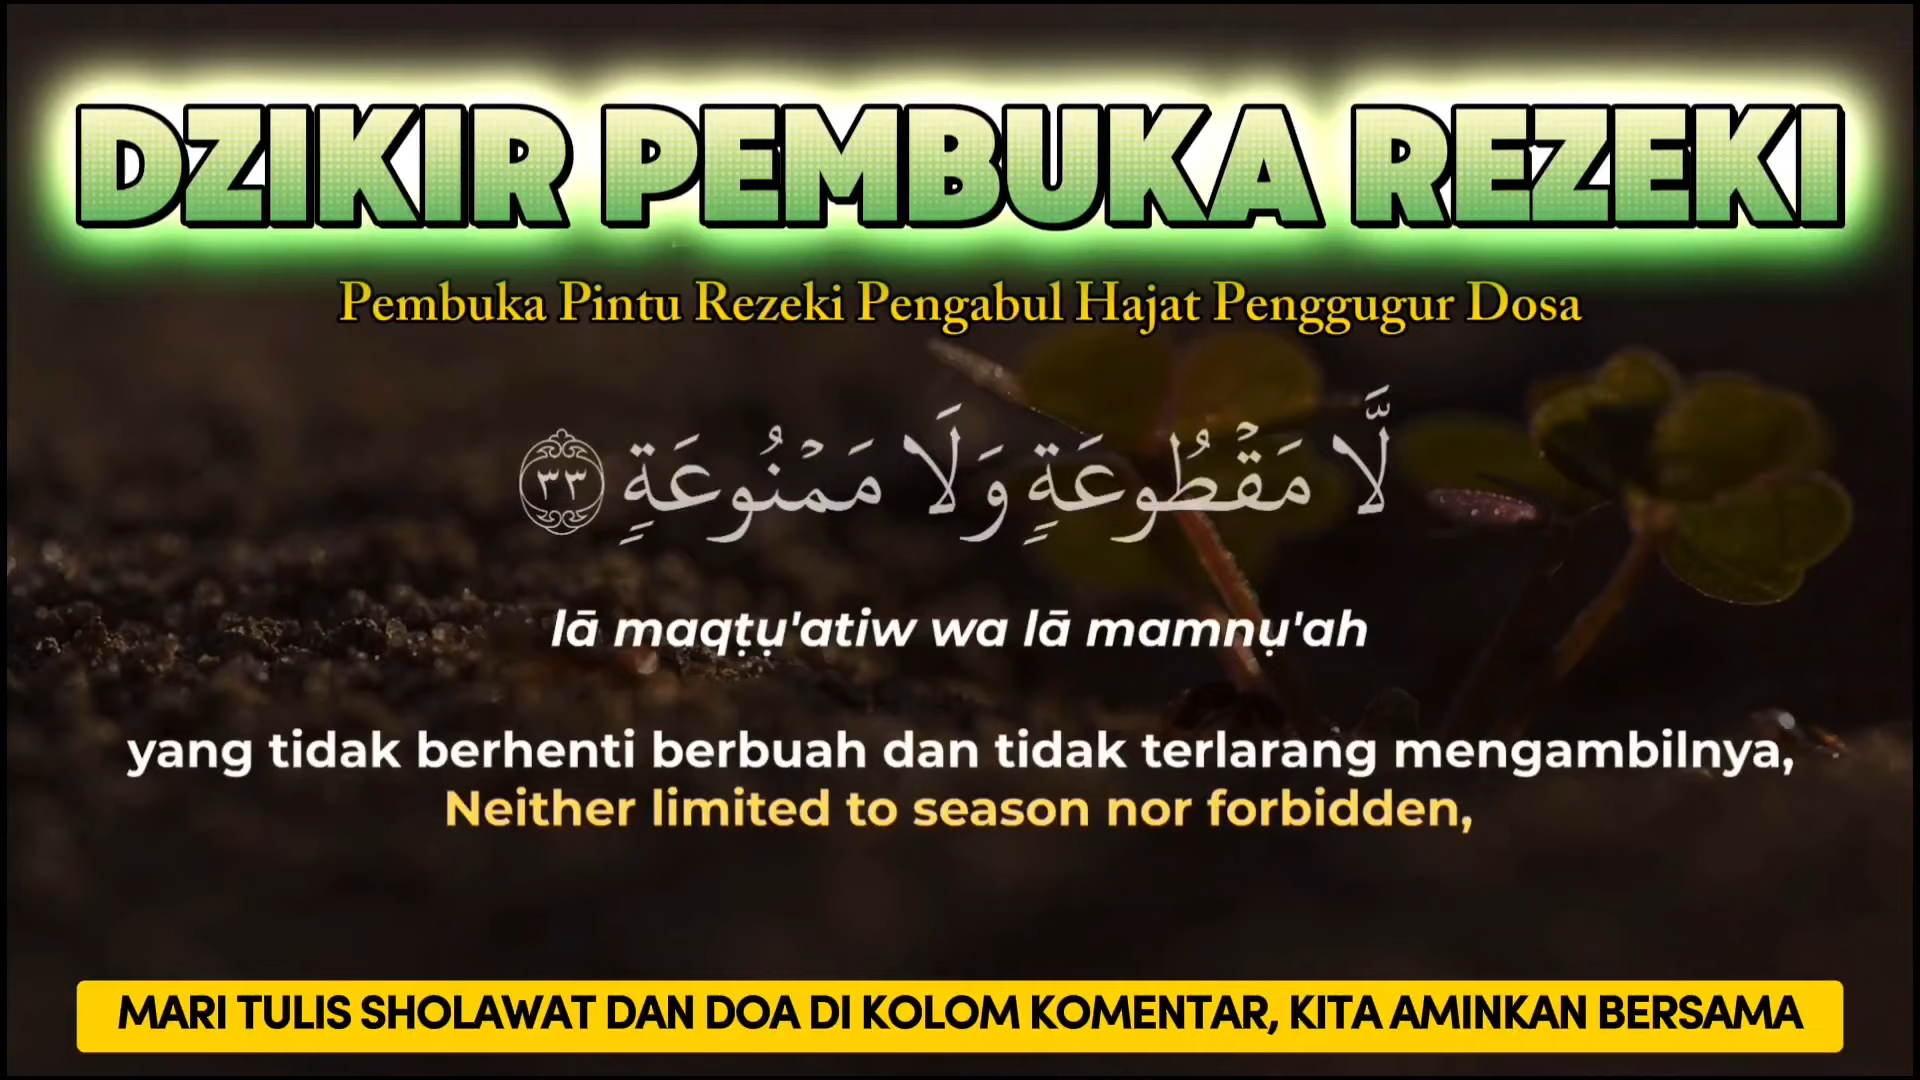 DZIKIR PEMBUKA REZEKI
Pembuka Pintu Rezeki Pengabul Hajat Penggugur Dosa
لَّا مَقْطُوعَةٍ وَلَا مَمْنُوعَةٍ ٣٣
lā maqṭụ'atiw wa lā mamnụ'ah
yang tidak berhenti berbuah dan tidak terlarang mengambilnya,
Neither limited to season nor forbidden,
MARI TULIS SHOLAWAT DAN DOA DI KOLOM KOMENTAR, KITA AMINKAN BERSAMA